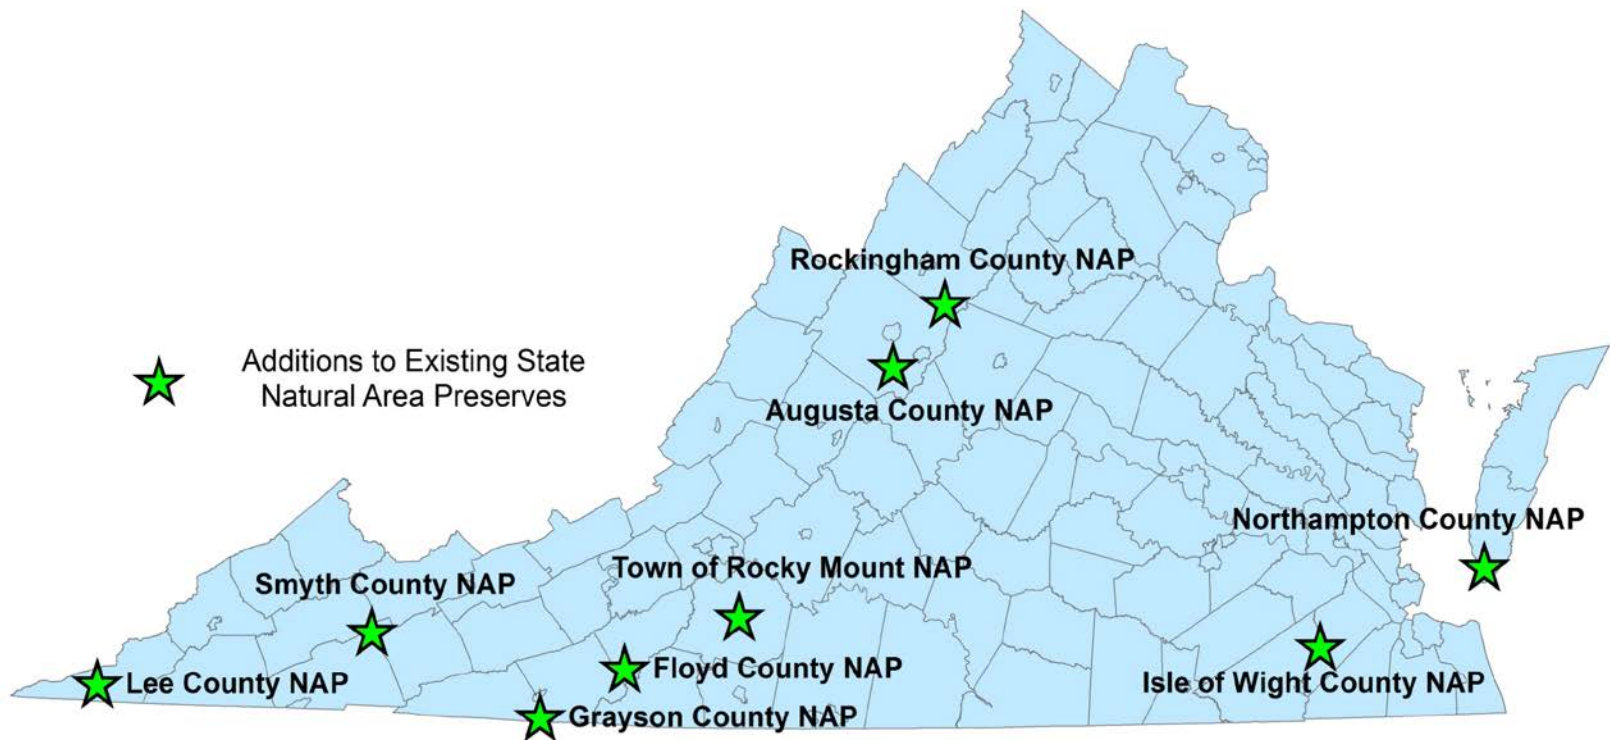 Rockingham County NAP
Additions to Existing State
Natural Area Preserves
Augusta County NAP
Northampton County NAP
Town of Rocky Mount NAP
Smyth County NAP
Floyd County NAP
Lee County NAP
Isle of Wight County NAP
Grayson County NAP